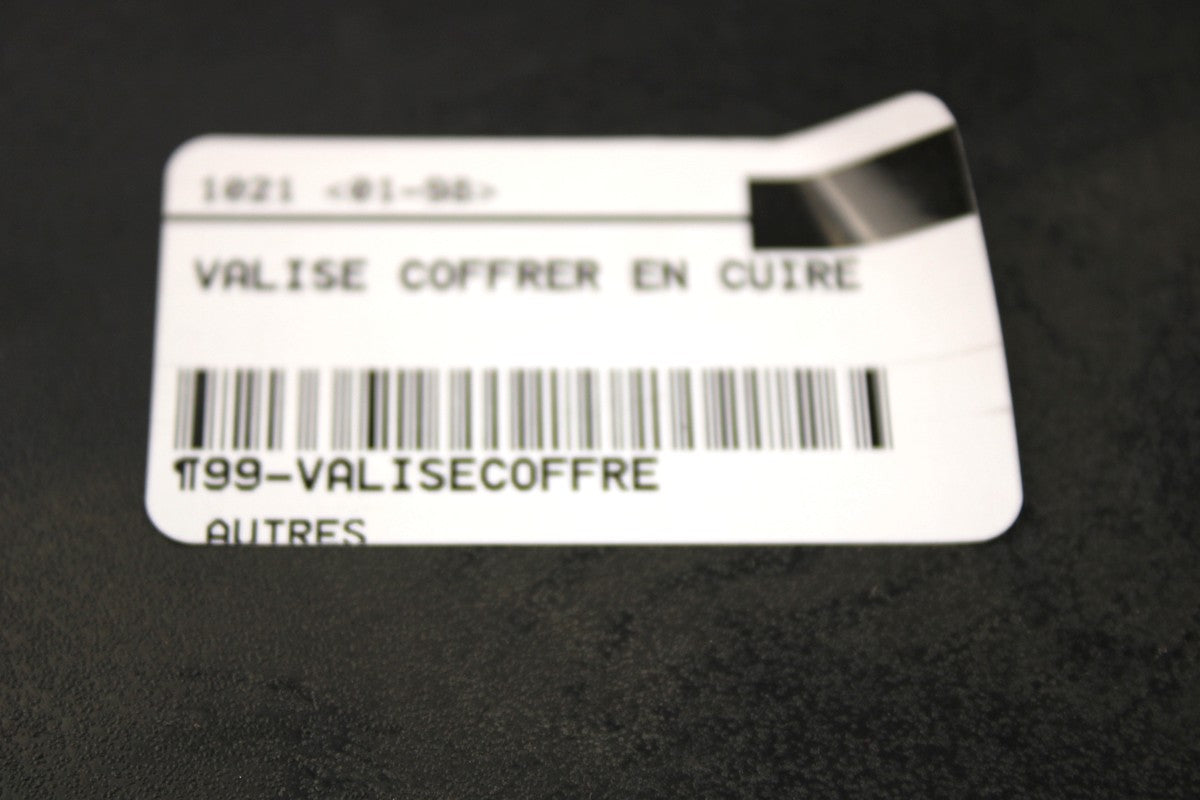 1021 <01-98>
VALISE COFFRER EN CUIRE
¶99-VALISECOFFRE
AUTRES